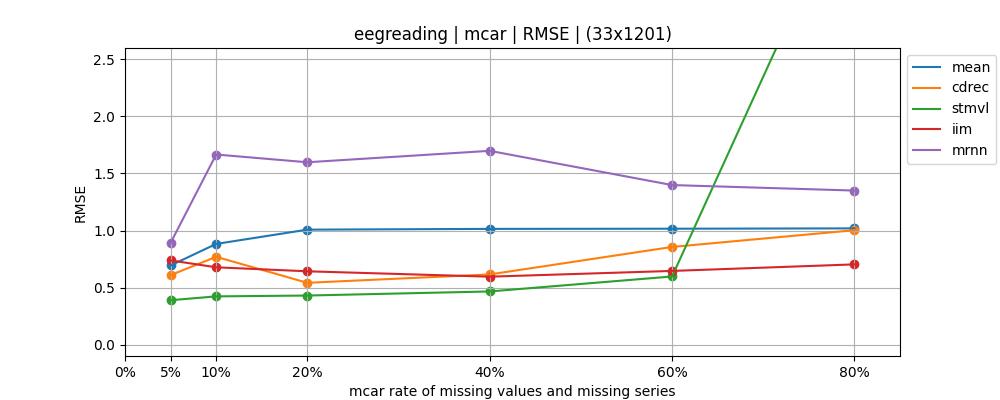 eegreading | mcar | RMSE | (33x1201)
RMSE
2.5
2.0
1.5
1.0
0.5
0.0
0% 5% 10% 20% 40% 60% 80%
mcar rate of missing values and missing series
mean
cdrec
stmvl
iim
mrnn